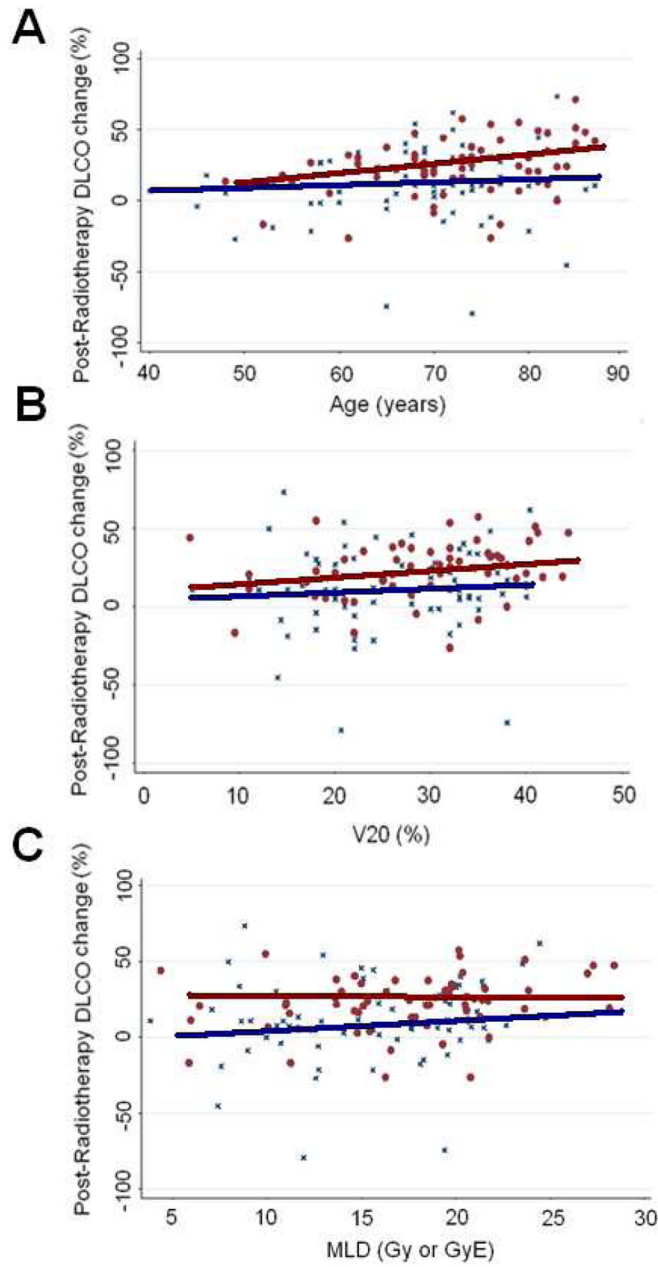 A
Post-Radiotherapy DLCO change (%)
100
50
0
-50
-100
40 50 60 70 80 90
Age (years)
B
Post-Radiotherapy DLCO change (%)
100
50
0
-50
-100
0 10 20 30 40 50
V20 (%)
C
Post-Radiotherapy DLCO change (%)
100
50
0
-50
-100
5 10 15 20 25 30
MLD (Gy or GyE)